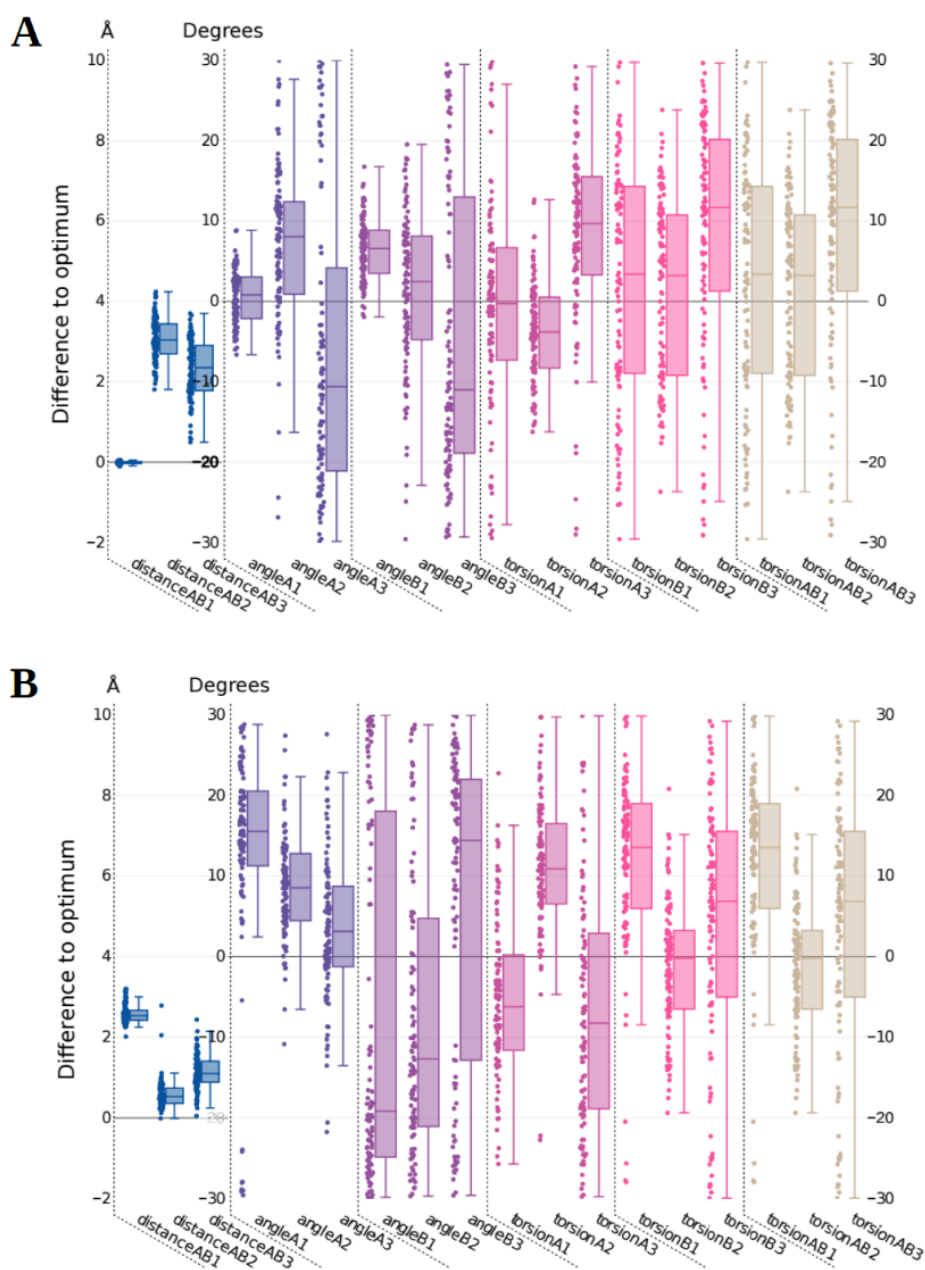 A
Å Degrees
Difference to optimum
10 30 30
8 20 20
6 10 10
4 0 0
2 −10 −10
0 −20 −20
−2 −30 −30
distanceAB1 distanceAB2 distanceAB3 angleA1 angleA2 angleA3 angleB1 angleB2 angleB3 torsionA1 torsionA2 torsionA3 torsionB1 torsionB2 torsionB3 torsionAB1 torsionAB2 torsionAB3
B
Å Degrees
Difference to optimum
10 30 30
8 20 20
6 10 10
4 0 0
2 −10 −10
0 −20 −20
−2 −30 −30
distanceAB1 distanceAB2 distanceAB3 angleA1 angleA2 angleA3 angleB1 angleB2 angleB3 torsionA1 torsionA2 torsionA3 torsionB1 torsionB2 torsionB3 torsionAB1 torsionAB2 torsionAB3